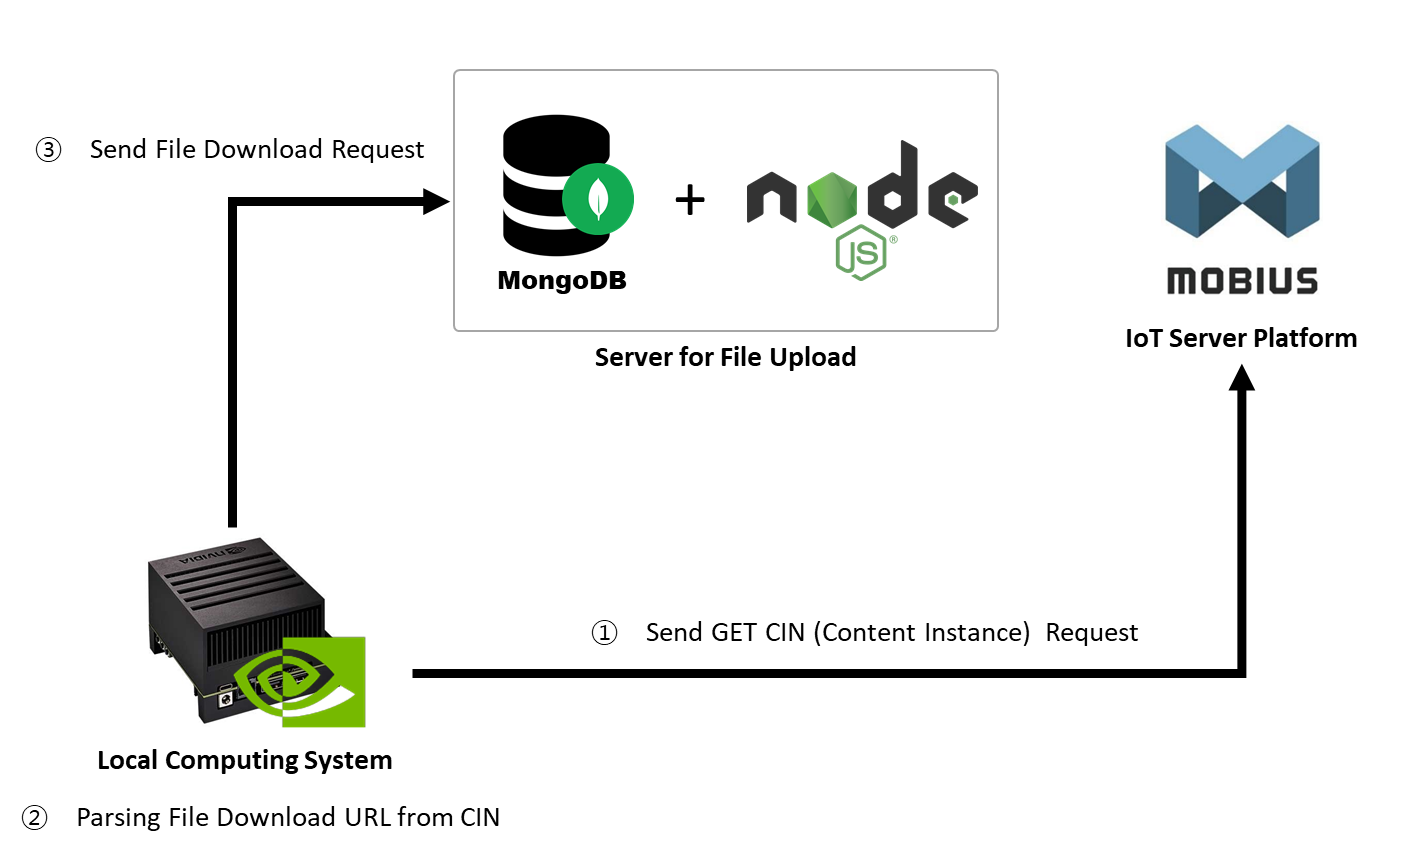 ③ Send File Download Request
MongoDB
+
node
JS®
MOBIUS
Server for File Upload
IoT Server Platform
NVIDIA
① Send GET CIN (Content Instance) Request
Local Computing System
② Parsing File Download URL from CIN